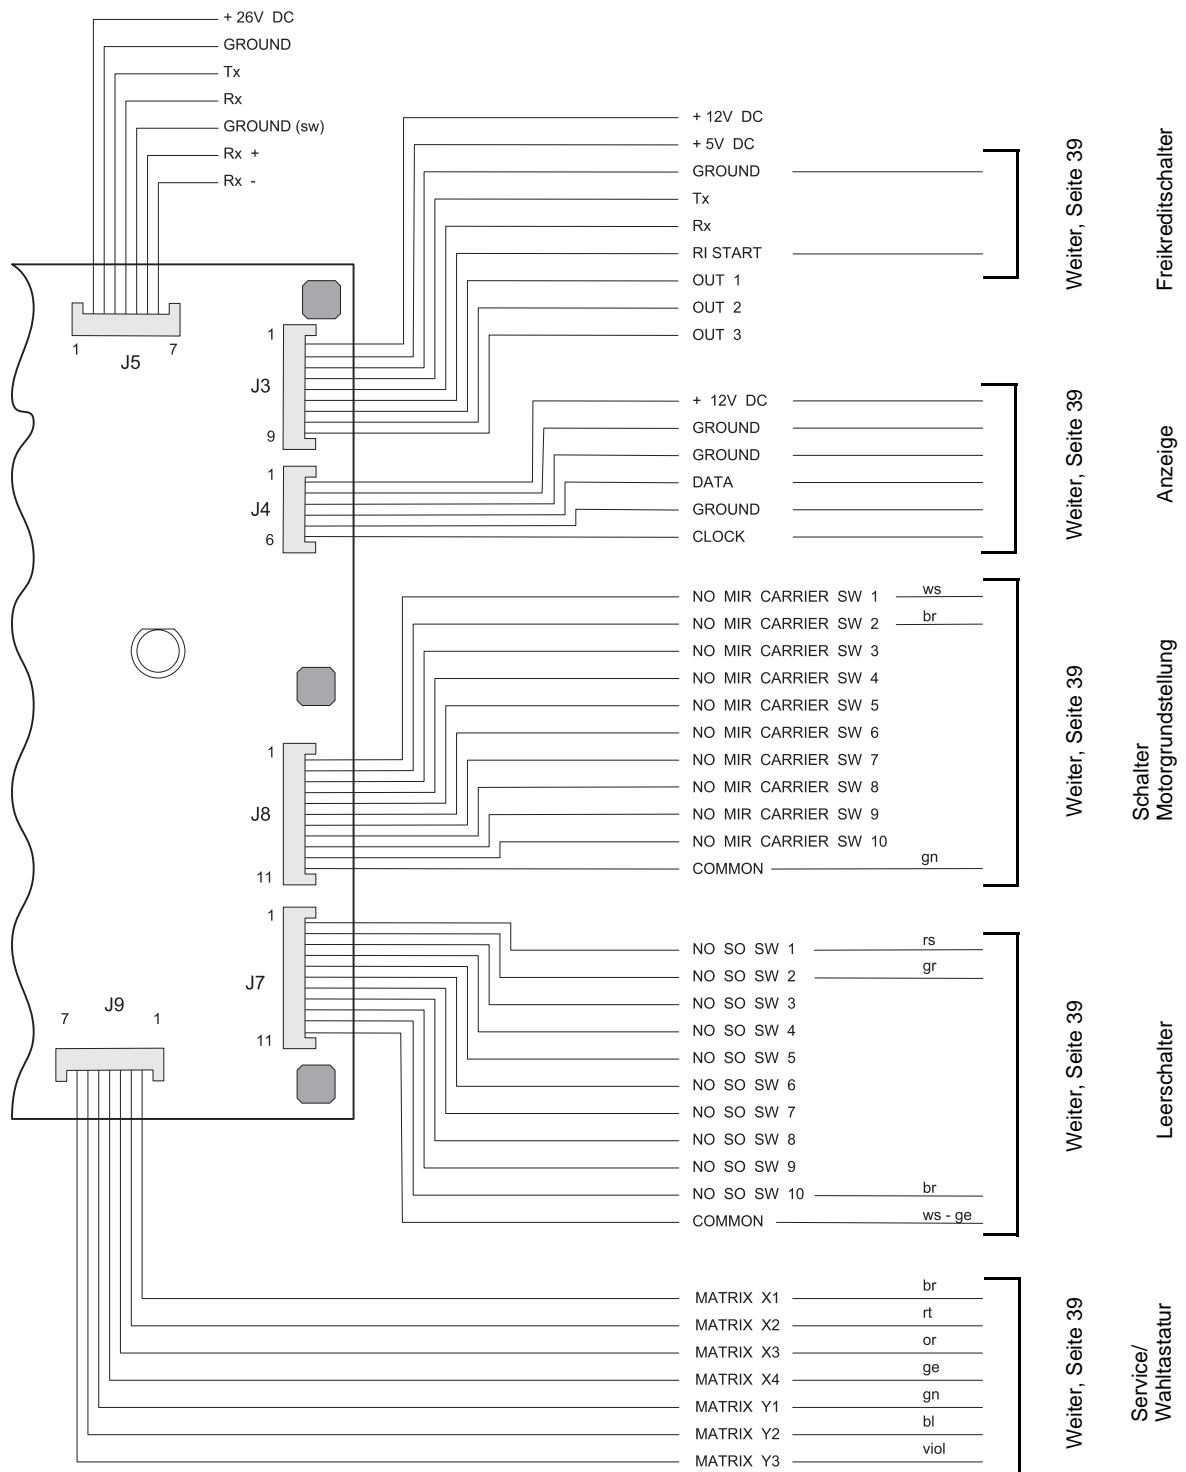 + 26V DC
GROUND
Tx
Rx
GROUND (sw)
Rx +
Rx -
1
7
J5
+ 12V DC
+ 5V DC
GROUND
Tx
Rx
RI START
OUT 1
OUT 2
OUT 3
1
J3
9
Weiter, Seite 39
Freikreditschalter
+ 12V DC
GROUND
GROUND
DATA
GROUND
CLOCK
1
J4
6
Weiter, Seite 39
Anzeige
NO MIR CARRIER SW 1 ws
NO MIR CARRIER SW 2 br
NO MIR CARRIER SW 3
NO MIR CARRIER SW 4
NO MIR CARRIER SW 5
NO MIR CARRIER SW 6
NO MIR CARRIER SW 7
NO MIR CARRIER SW 8
NO MIR CARRIER SW 9
NO MIR CARRIER SW 10
COMMON gn
1
J8
11
Weiter, Seite 39
Schalter
Motorgrundstellung
NO SO SW 1 rs
NO SO SW 2 gr
NO SO SW 3
NO SO SW 4
NO SO SW 5
NO SO SW 6
NO SO SW 7
NO SO SW 8
NO SO SW 9
NO SO SW 10 br
COMMON ws - ge
1
J7
11
Weiter, Seite 39
Leerschalter
J9
7
1
MATRIX X1 br
MATRIX X2 rt
MATRIX X3 or
MATRIX X4 ge
MATRIX Y1 gn
MATRIX Y2 bl
MATRIX Y3 viol
Weiter, Seite 39
Service/
Wahltastatur